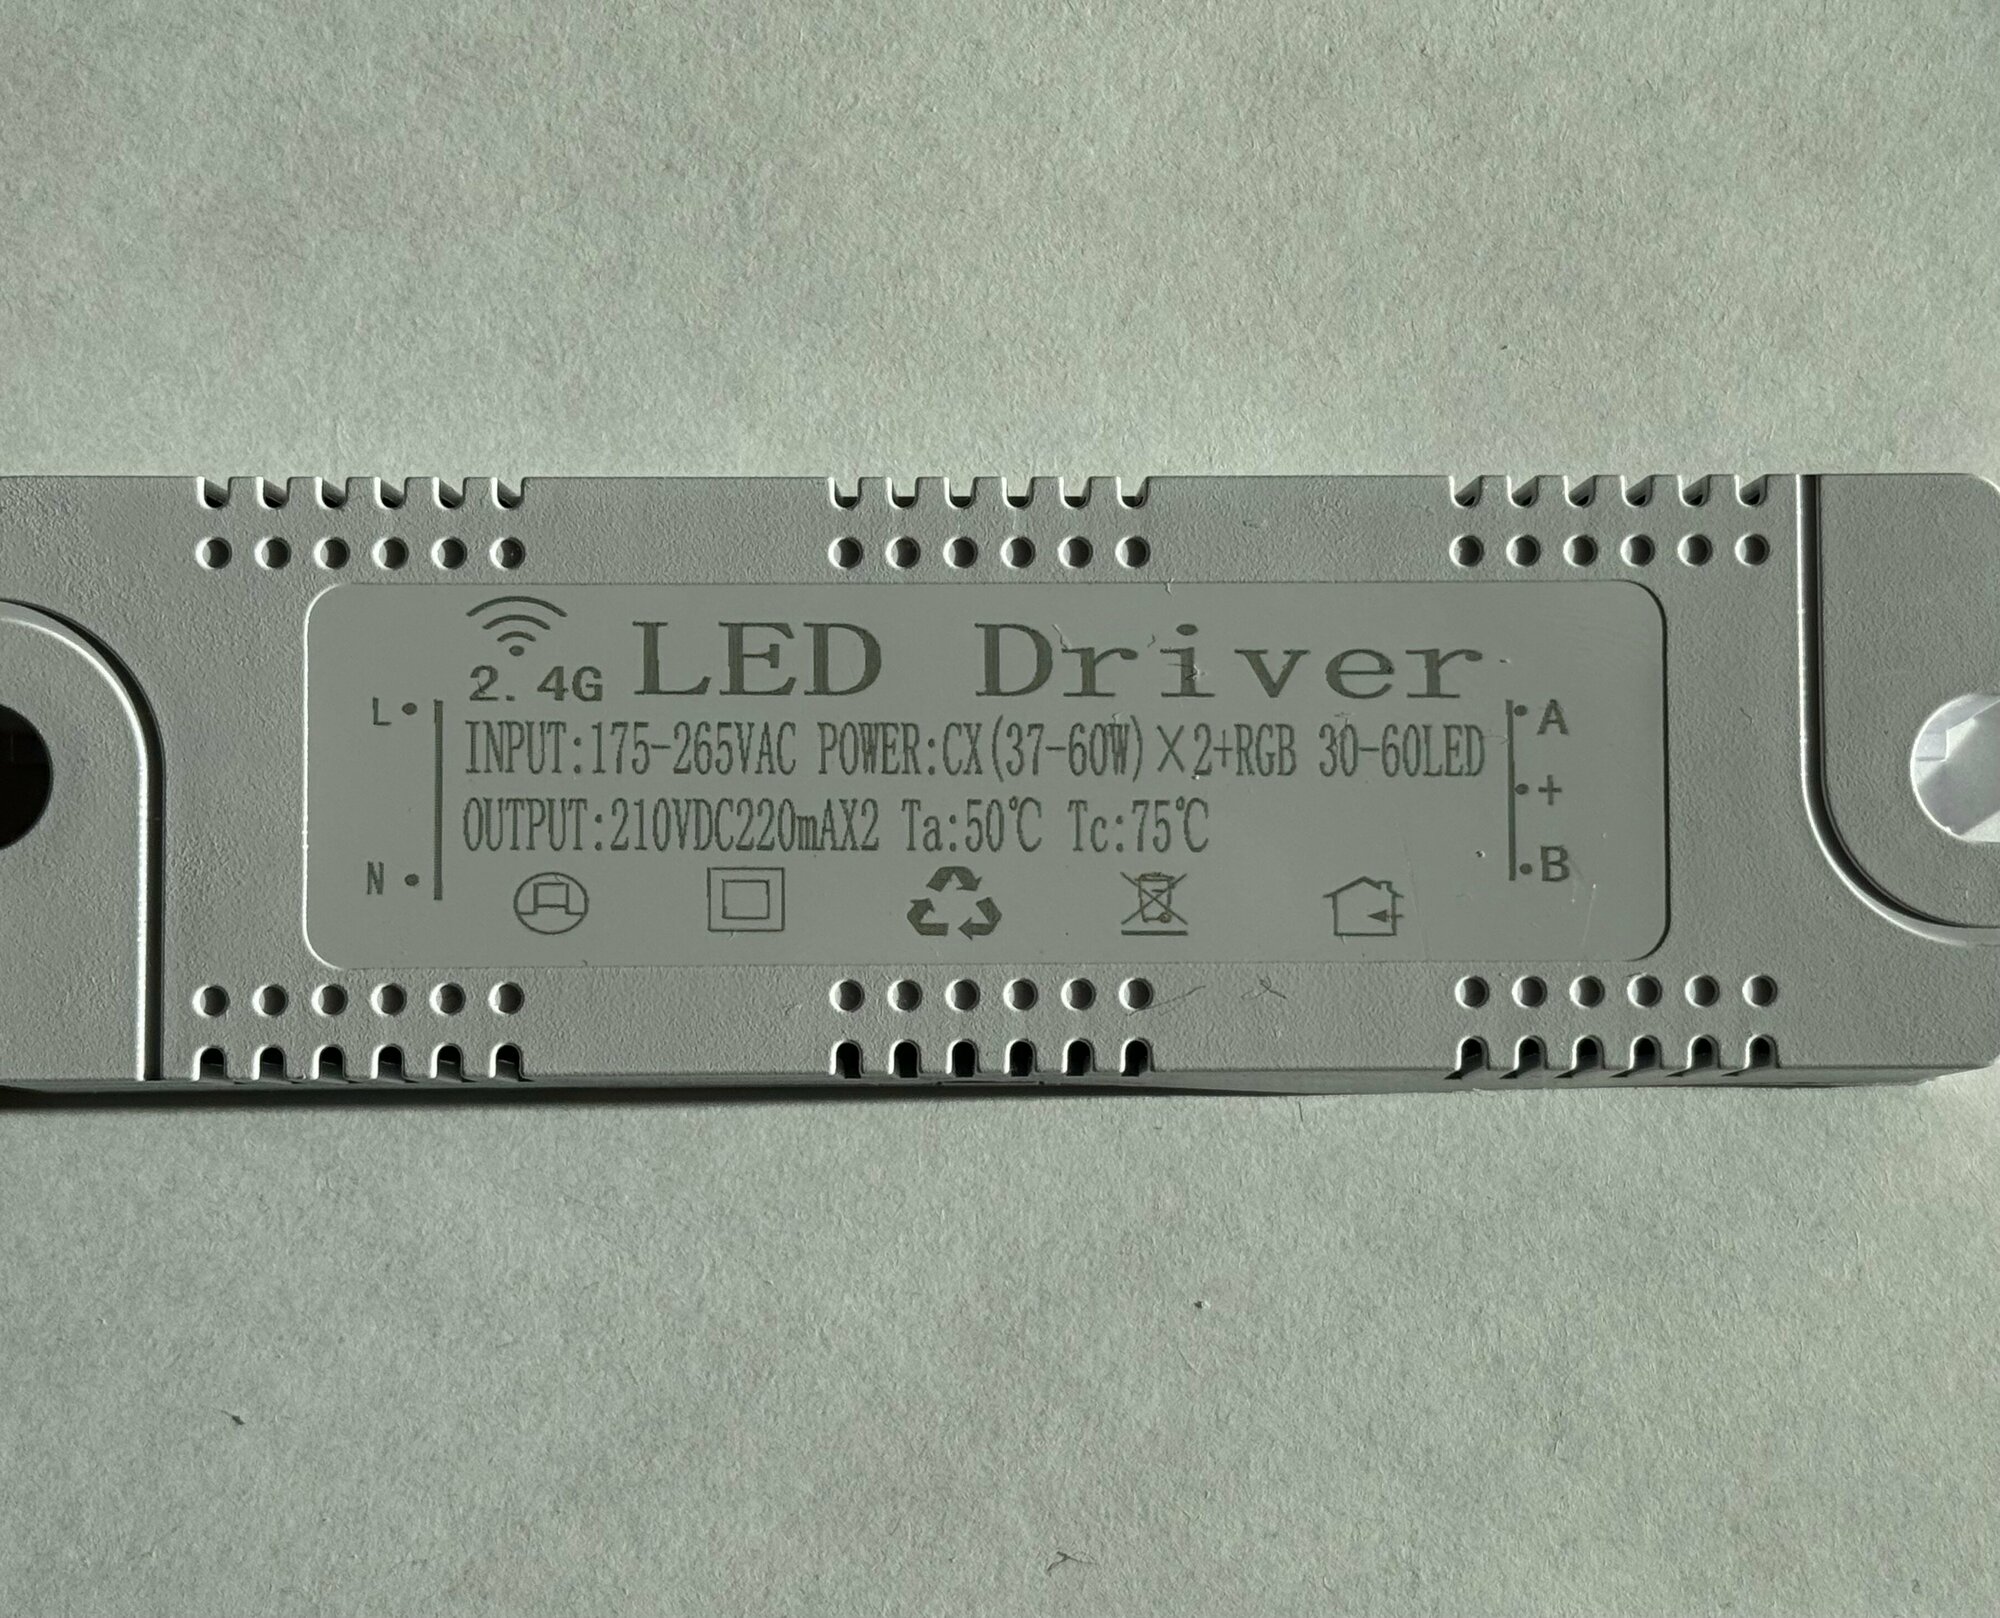 2.4G LED Driver
L
INPUT:175-265VAC POWER:CX(37-60W)×2+RGB 30-60LED
A
+
OUTPUT:210VDC220mAX2 Ta:50℃ Tc:75℃
N
B